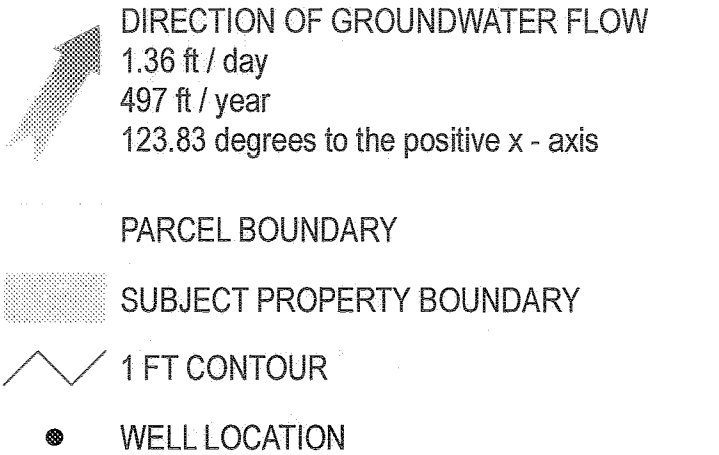 DIRECTION OF GROUNDWATER FLOW
1.36 ft / day
497 ft / year
123.83 degrees to the positive x - axis
PARCEL BOUNDARY
SUBJECT PROPERTY BOUNDARY
1 FT CONTOUR
WELL LOCATION